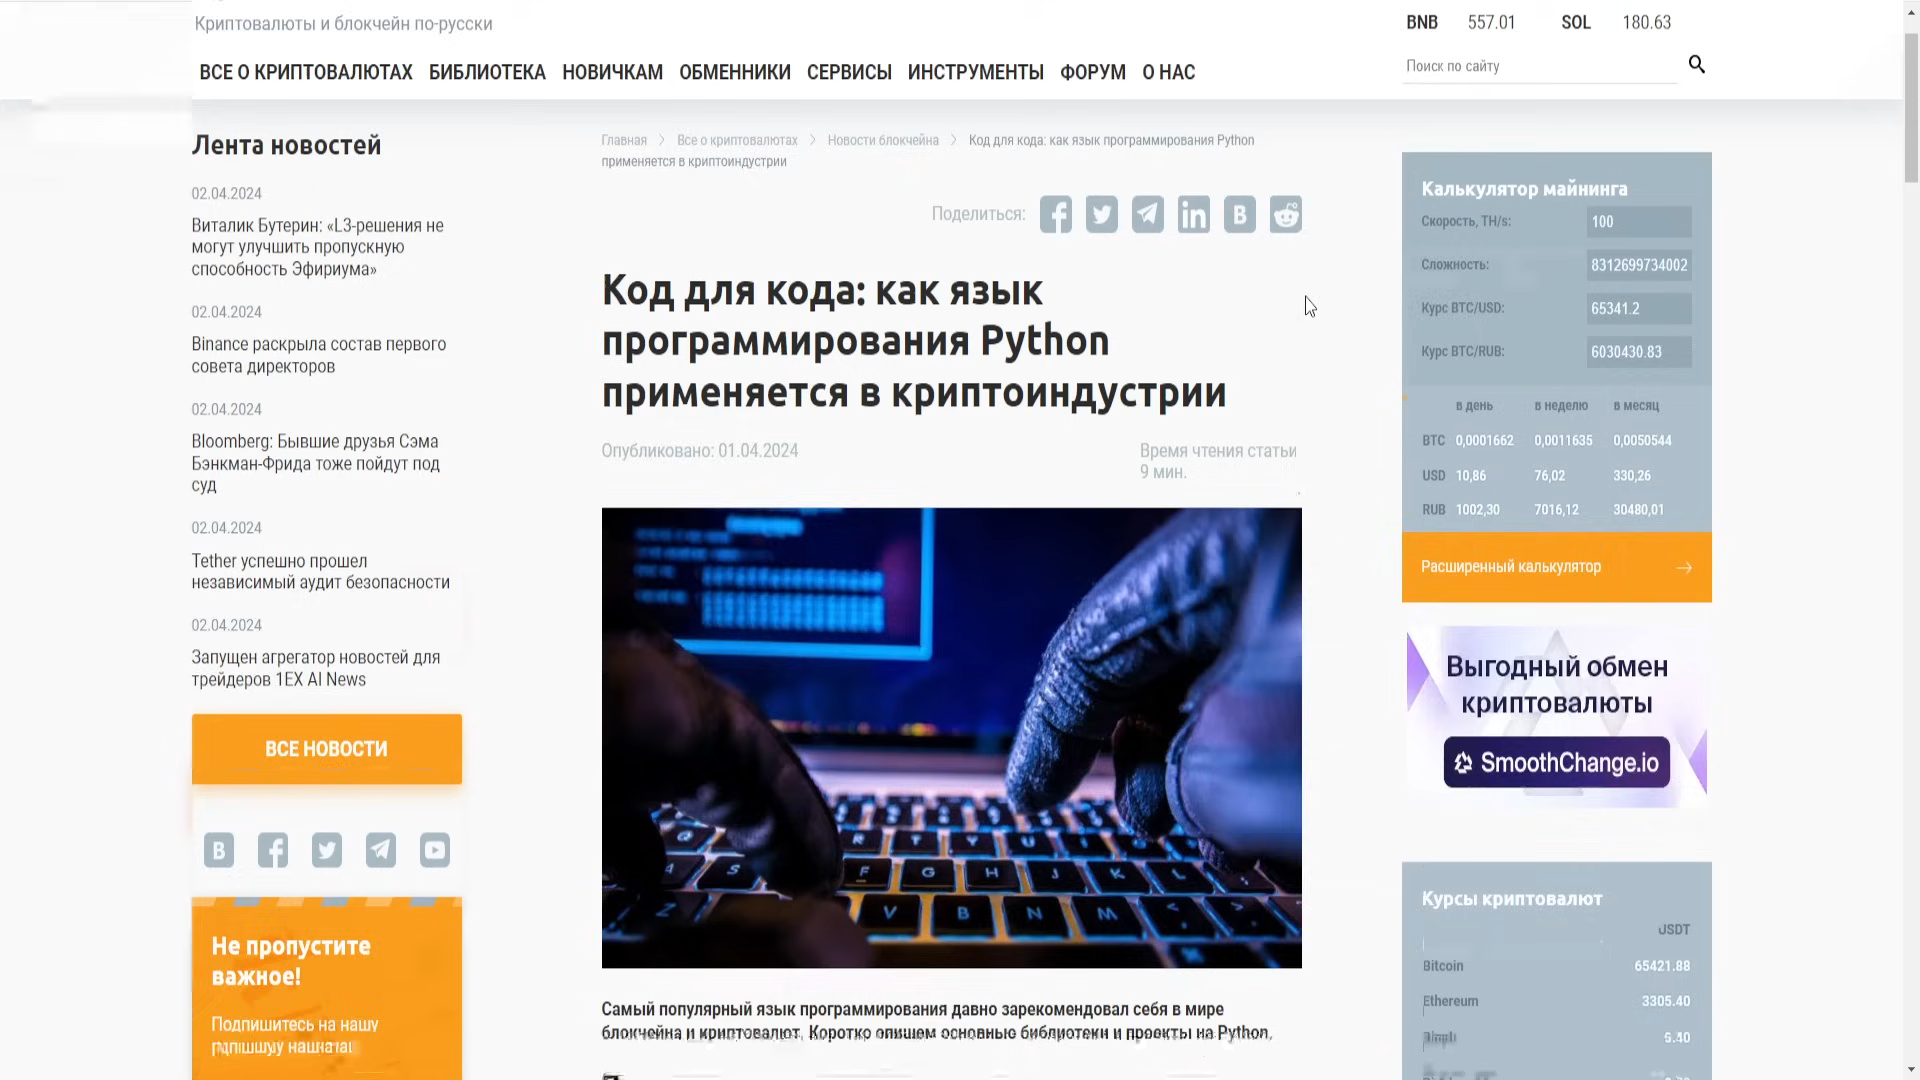 Криптовалюты и блокчейн по-русски
BNB 557.01 SOL 180.63
ВСЕ О КРИПТОВАЛЮТАХ БИБЛИОТЕКА НОВИЧКАМ ОБМЕННИКИ СЕРВИСЫ ИНСТРУМЕНТЫ ФОРУМ О НАС
Поиск по сайту
Лента новостей
02.04.2024
Виталик Бутерин: «L3-решения не
могут улучшить пропускную
способность Эфириума»
02.04.2024
Binance раскрыла состав первого
совета директоров
02.04.2024
Bloomberg: Бывшие друзья Сэма
Бэнкман-Фрида тоже пойдут под
суд
02.04.2024
Tether успешно прошел
независимый аудит безопасности
02.04.2024
Запущен агрегатор новостей для
трейдеров 1EX AI News
ВСЕ НОВОСТИ
Не пропустите
важное!
Подпишитесь на нашу
Главная Все о криптовалютах Новости блокчейна Код для кода: как язык программирования Python
применяется в криптоиндустрии
Поделиться:
Код для кода: как язык
программирования Python
применяется в криптоиндустрии
Опубликовано: 01.04.2024
Время чтения статьи
9 мин.
Самый популярный язык программирования давно зарекомендовал себя в мире
блокчейна и криптовалют. Коротко опишем основные библиотеки и проекты на Python,
Калькулятор майнинга
Скорость, TH/s: 100
Сложность: 8312699734002
Курс BTC/USD: 65341.2
Курс BTC/RUB: 6030430.83
в день в неделю в месяц
BTC 0,0001662 0,0011635 0,0050544
USD 10,86 76,02 330,26
RUB 1002,30 7016,12 30480,01
Расширенный калькулятор
Выгодный обмен
криптовалюты
SmoothChange.io
Курсы криптовалют
USDT
Bitcoin 65421.88
Ethereum 3305.40